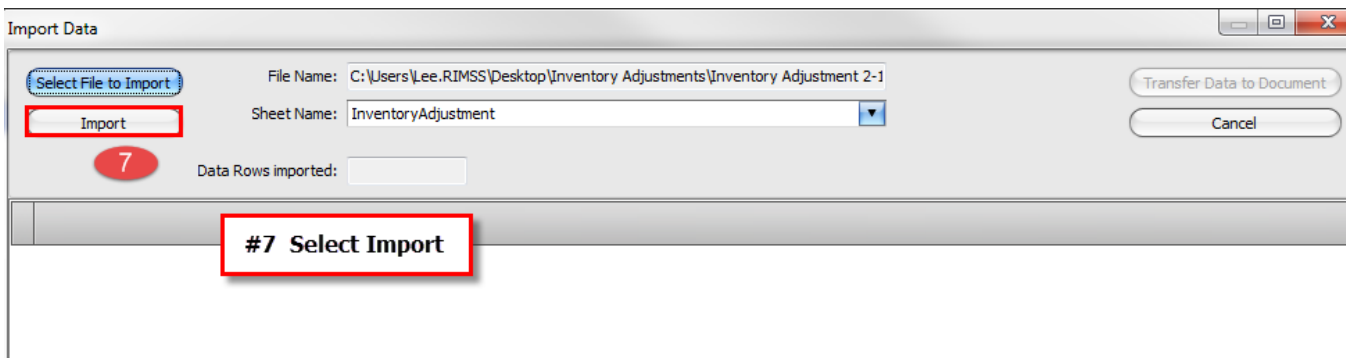 Import Data
Select File to Import
File Name: C:\Users\Lee.RIMSS\Desktop\Inventory Adjustments\Inventory Adjustment 2-1
Transfer Data to Document
Import
Sheet Name: InventoryAdjustment
Cancel
7
Data Rows imported:
#7 Select Import